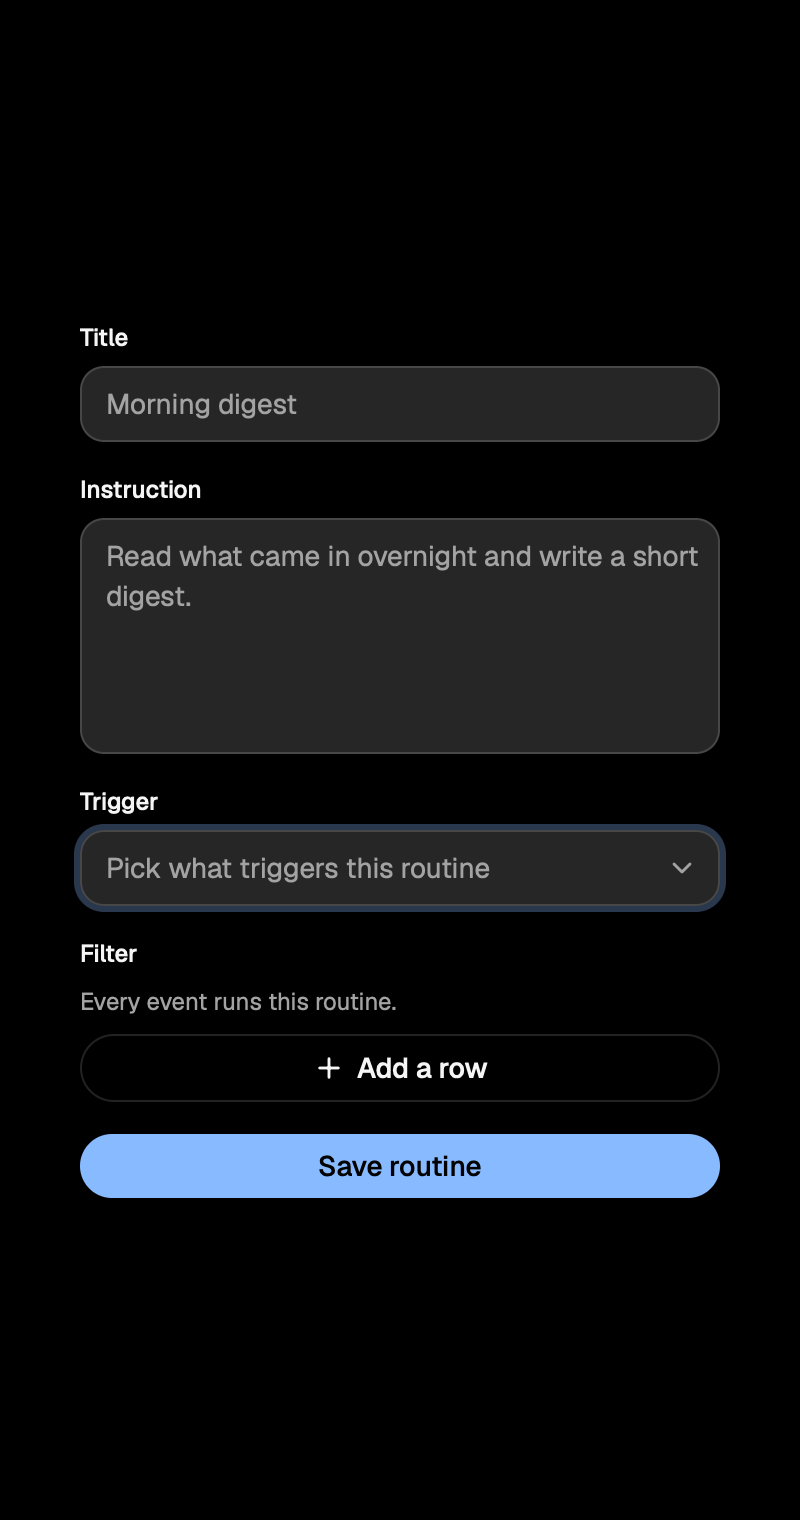 Title
Morning digest
Instruction
Read what came in overnight and write a short
digest.
Trigger
Pick what triggers this routine
Filter
Every event runs this routine.
Add a row
Save routine